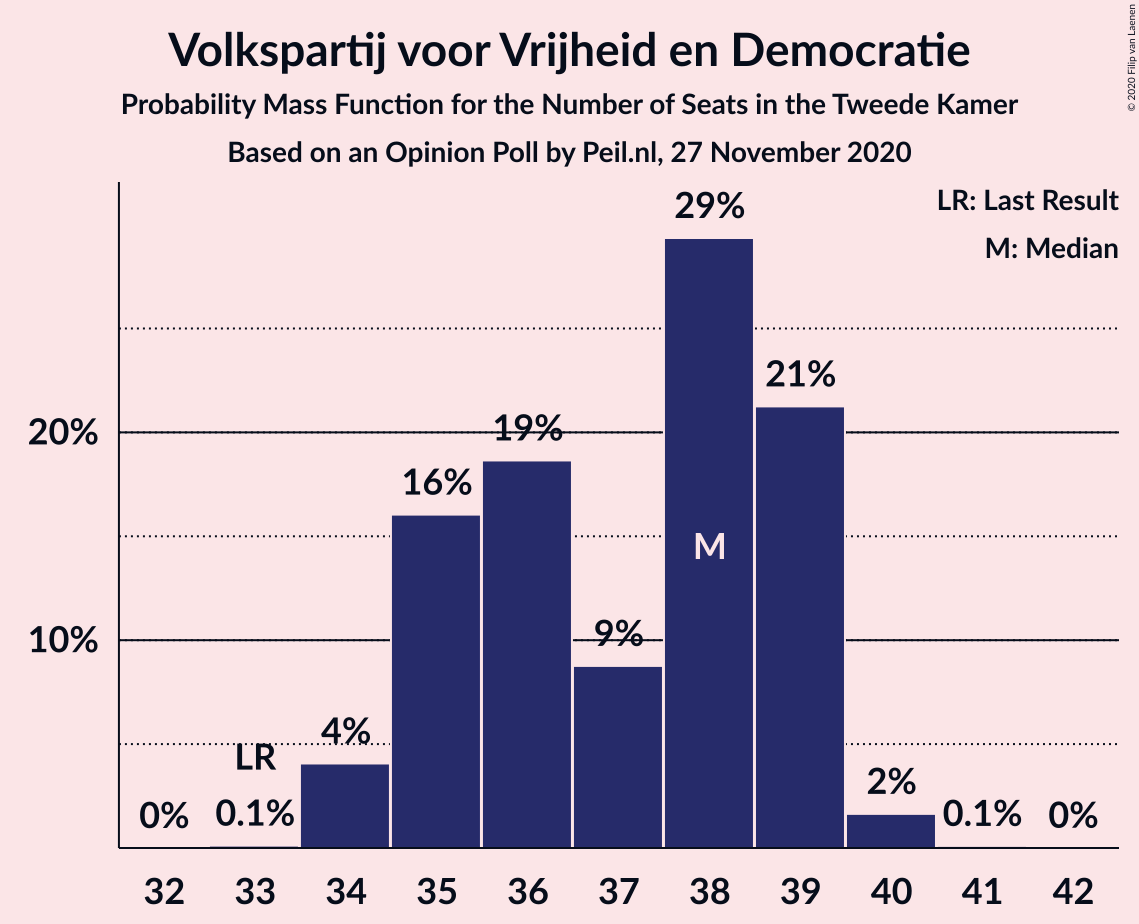 Volkspartij voor Vrijheid en Democratie
Probability Mass Function for the Number of Seats in the Tweede Kamer
Based on an Opinion Poll by Peil.nl, 27 November 2020
© 2020 Filip van Laenen
LR: Last Result
M: Median
29%
21%
20%
19%
16%
M
10%
9%
4%
LR
2%
0%
0.1%
0.1%
0%
32 33 34 35 36 37 38 39 40 41 42